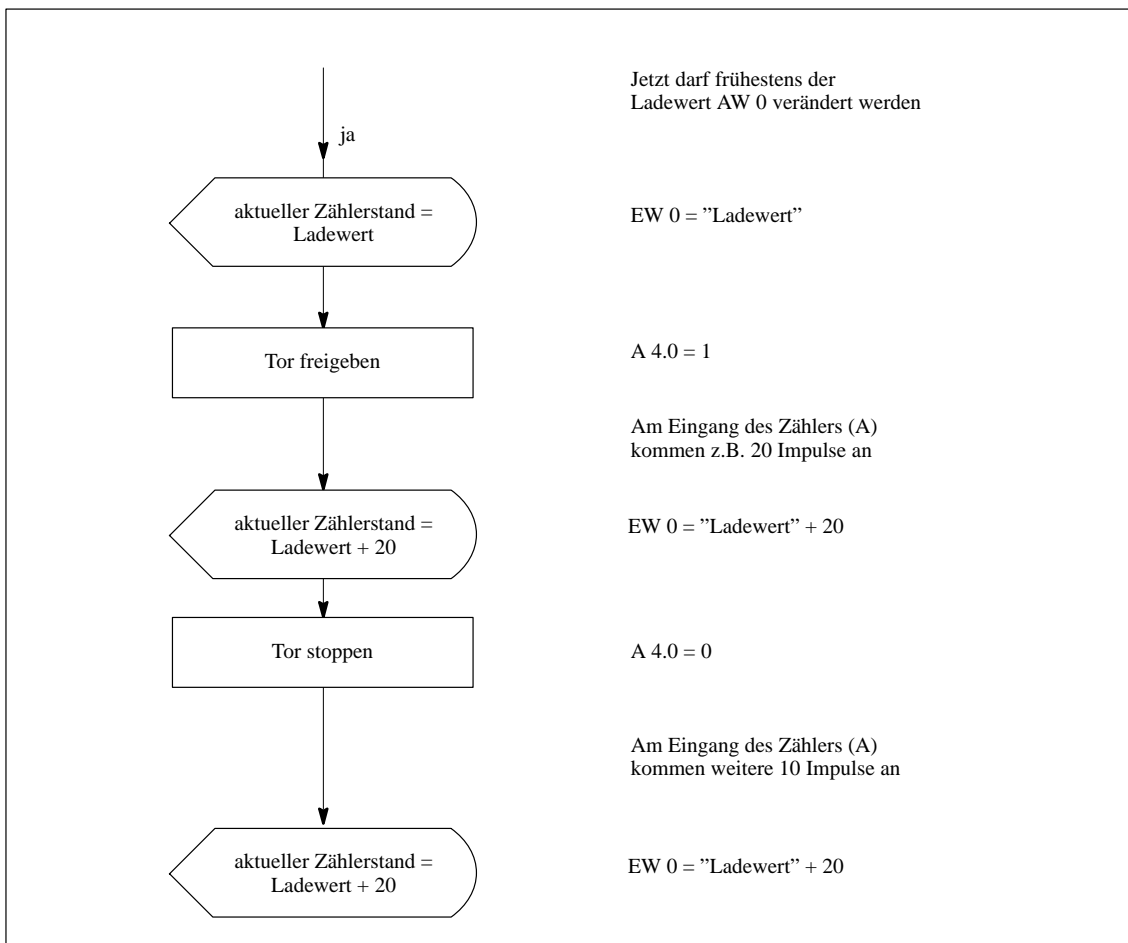 Jetzt darf frühestens der
Ladewert AW 0 verändert werden
ja
aktueller Zählerstand =
Ladewert
EW 0 = ”Ladewert”
Tor freigeben
A 4.0 = 1
Am Eingang des Zählers (A)
kommen z.B. 20 Impulse an
aktueller Zählerstand =
Ladewert + 20
EW 0 = ”Ladewert” + 20
Tor stoppen
A 4.0 = 0
Am Eingang des Zählers (A)
kommen weitere 10 Impulse an
aktueller Zählerstand =
Ladewert + 20
EW 0 = ”Ladewert” + 20